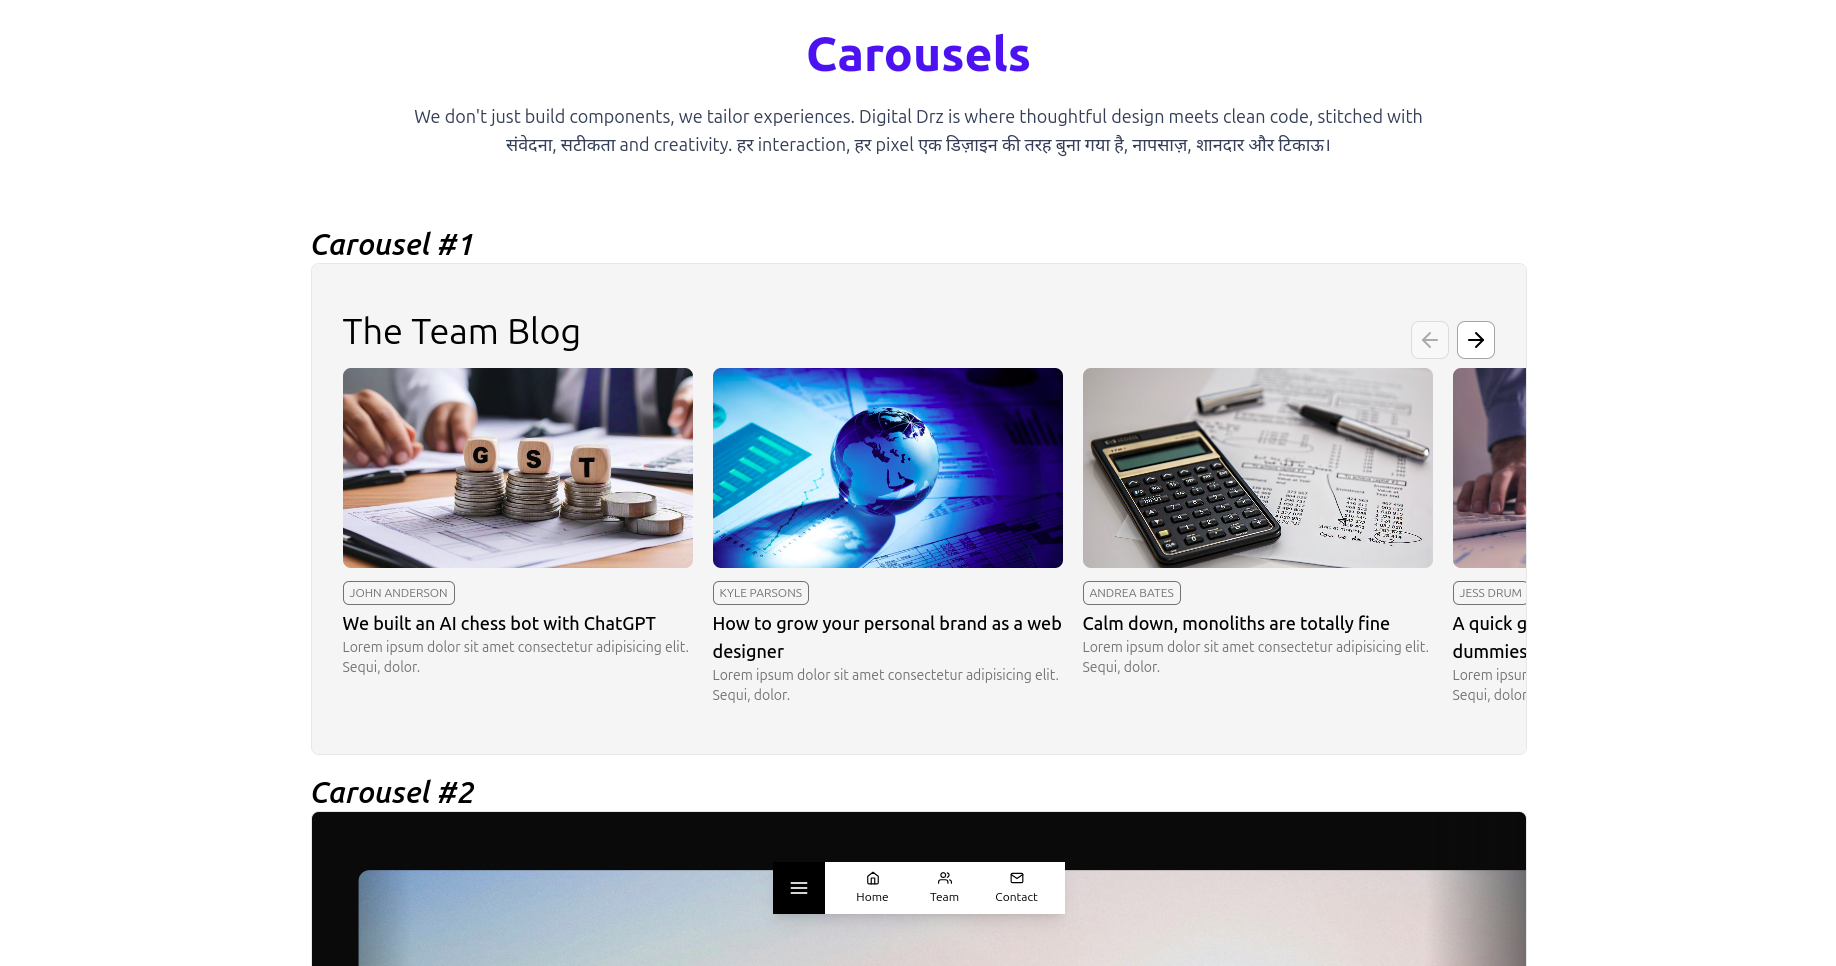 Carousels
We don't just build components, we tailor experiences. Digital Drz is where thoughtful design meets clean code, stitched with
संवेदना, सटीकता and creativity. हर interaction, हर pixel एक डिज़ाइन की तरह बुना गया है, नापसाज़, शानदार और टिकाऊ।
Carousel #1
The Team Blog
G S T
JOHN ANDERSON
We built an AI chess bot with ChatGPT
Lorem ipsum dolor sit amet consectetur adipisicing elit.
Sequi, dolor.
KYLE PARSONS
How to grow your personal brand as a web
designer
Lorem ipsum dolor sit amet consectetur adipisicing elit.
Sequi, dolor.
ANDREA BATES
Calm down, monoliths are totally fine
Lorem ipsum dolor sit amet consectetur adipisicing elit.
Sequi, dolor.
JESS DRUM
A quick g
dummies
Lorem ipsur
Sequi, dolor
Carousel #2
Home
Team
Contact